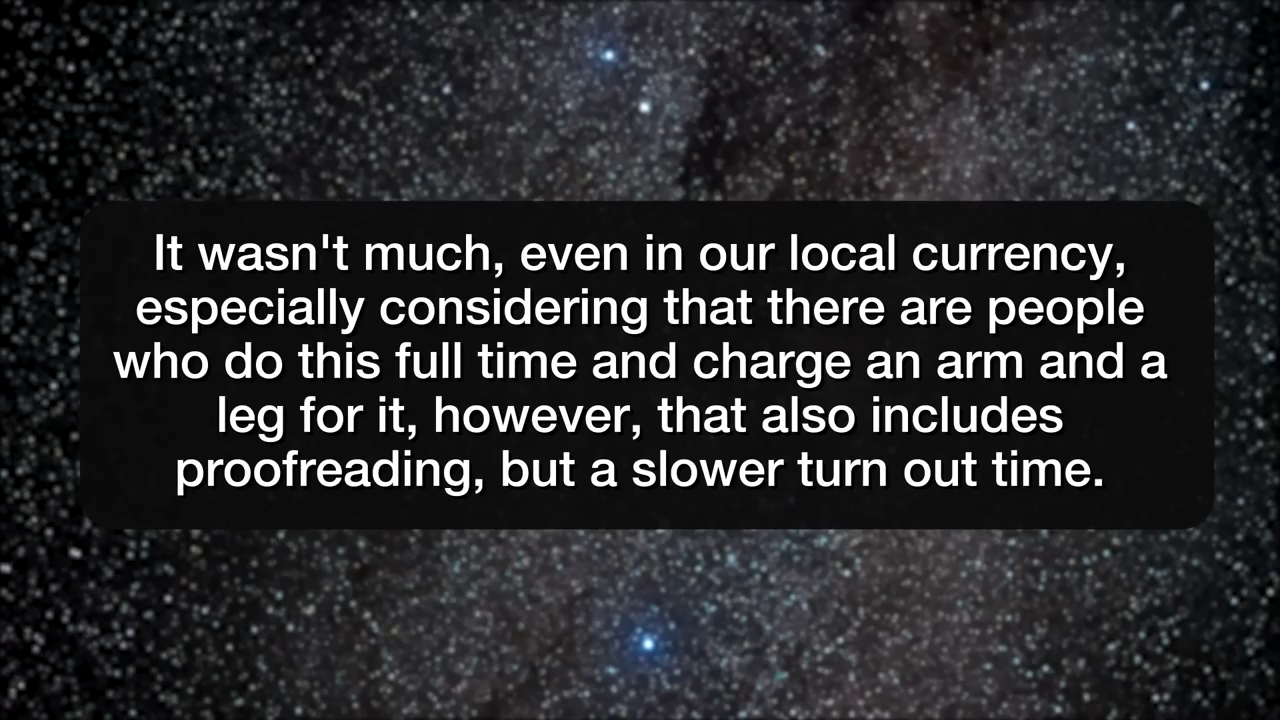 It wasn't much, even in our local currency,
especially considering that there are people
who do this full time and charge an arm and a
leg for it, however, that also includes
proofreading, but a slower turn out time.